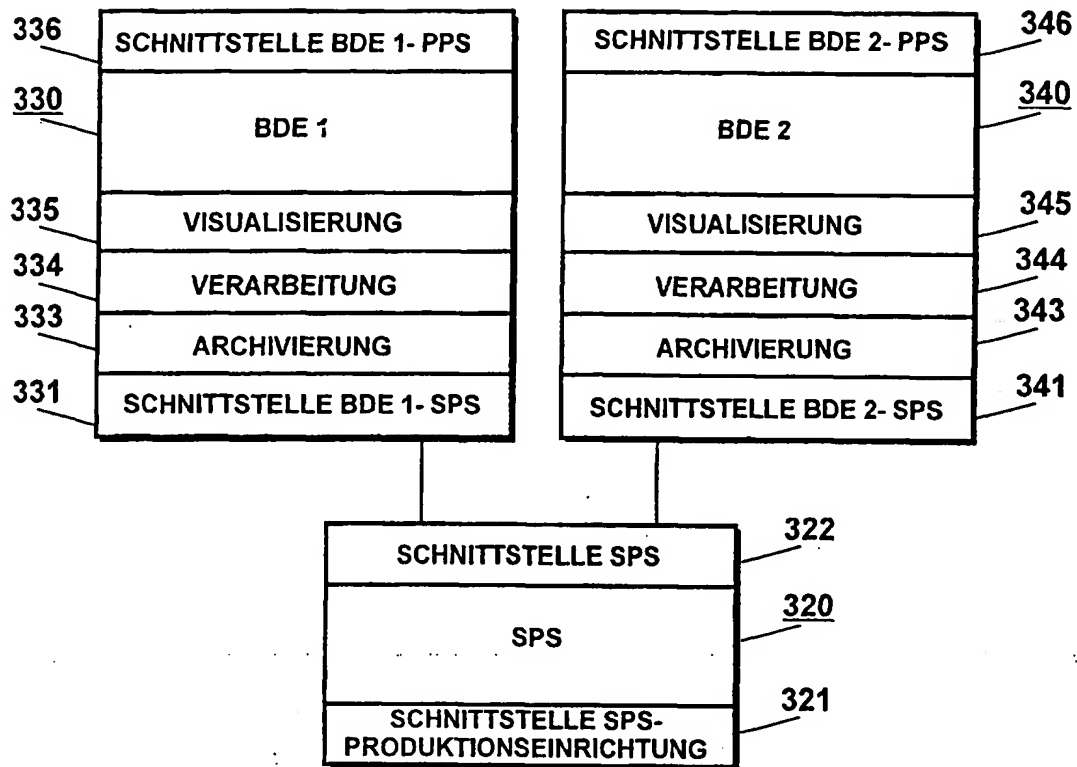 336
SCHNITTSTELLE BDE 1- PPS
330
BDE 1
335
VISUALISIERUNG
334
VERARBEITUNG
333
ARCHIVIERUNG
331
SCHNITTSTELLE BDE 1- SPS
SCHNITTSTELLE BDE 2- PPS
346
BDE 2
340
VISUALISIERUNG
345
VERARBEITUNG
344
ARCHIVIERUNG
343
SCHNITTSTELLE BDE 2- SPS
341
SCHNITTSTELLE SPS
322
SPS
320
SCHNITTSTELLE SPS-
PRODUKTIONSEINRICHTUNG
321